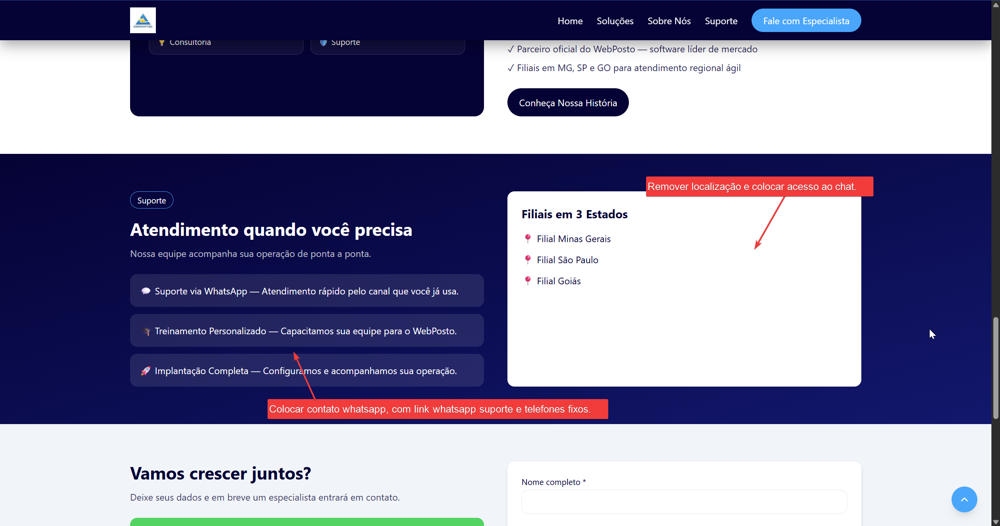 COMPANYTEC
Home
Soluções
Sobre Nós
Suporte
Fale com Especialista
Consultoria
Suporte
✓ Parceiro oficial do WebPosto — software líder de mercado
✓ Filiais em MG, SP e GO para atendimento regional ágil
Conheça Nossa História
Remover localização e colocar acesso ao chat.
Suporte
Atendimento quando você precisa
Nossa equipe acompanha sua operação de ponta a ponta.
Suporte via WhatsApp — Atendimento rápido pelo canal que você já usa.
Treinamento Personalizado — Capacitamos sua equipe para o WebPosto.
Implantação Completa — Configuramos e acompanhamos sua operação.
Filiais em 3 Estados
Filial Minas Gerais
Filial São Paulo
Filial Goiás
Colocar contato whatsapp, com link whatsapp suporte e telefones fixos.
Vamos crescer juntos?
Deixe seus dados e em breve um especialista entrará em contato.
Nome completo *